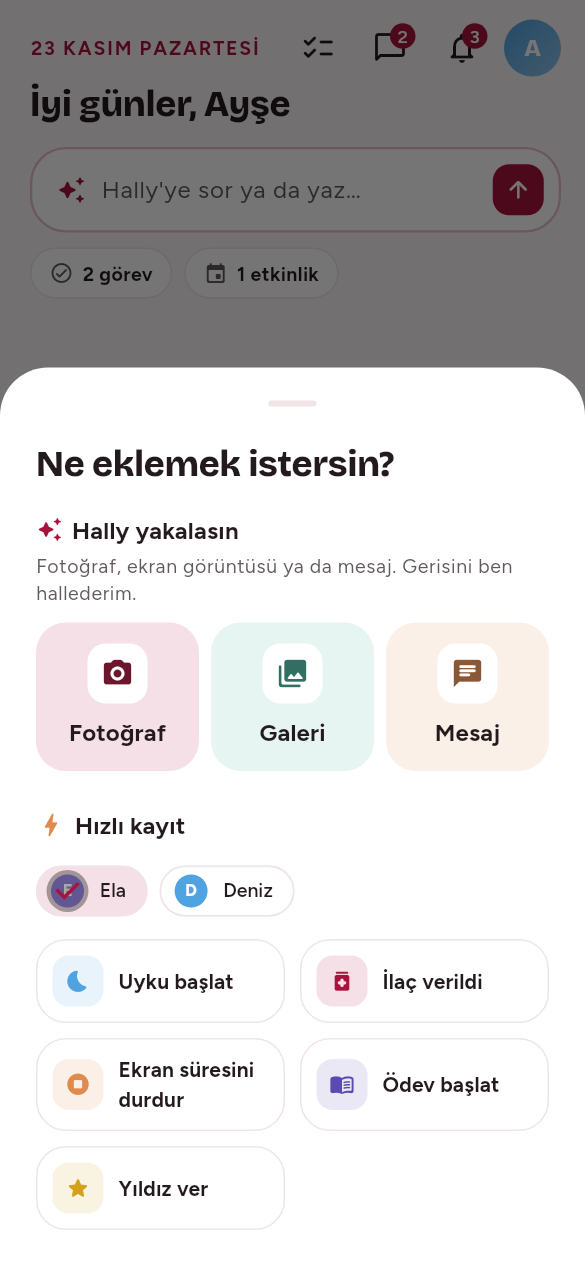 23 KASIM PAZARTESİ
2
3
A
İyi günler, Ayşe
Hally'ye sor ya da yaz...
2 görev
1 etkinlik
Ne eklemek istersin?
Hally yakalasın
Fotoğraf, ekran görüntüsü ya da mesaj. Gerisini ben
hallederim.
Fotoğraf
Galeri
Mesaj
Hızlı kayıt
E
Ela
D
Deniz
Uyku başlat
İlaç verildi
Ekran süresini
durdur
Ödev başlat
Yıldız ver